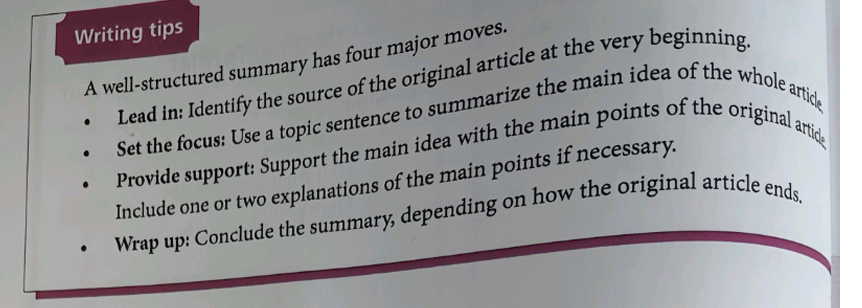 Writing tips
A well-structured summary has four major moves.
• Lead in: Identify the source of the original article at the very beginning.
• Set the focus: Use a topic sentence to summarize the main idea of the whole article
• Provide support: Support the main idea with the main points of the original article
Include one or two explanations of the main points if necessary.
• Wrap up: Conclude the summary, depending on how the original article ends.